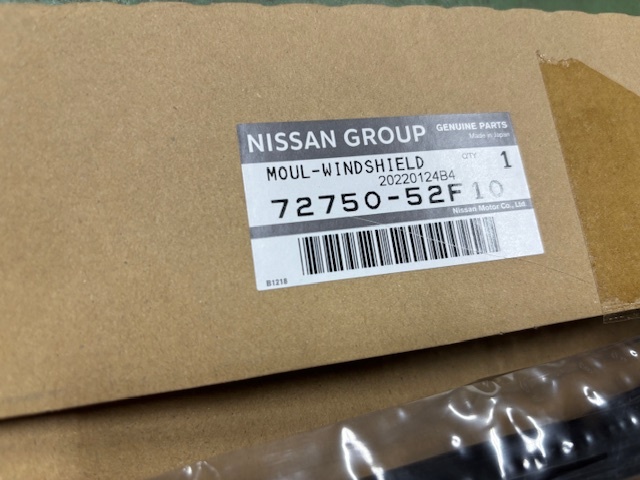 NISSAN GROUP GENUINE PARTS
Made in Japan
MOUL-WINDSHIELD QTY 1
20220124B4
72750-52F10
Nissan Motor Co., Ltd.
B1218